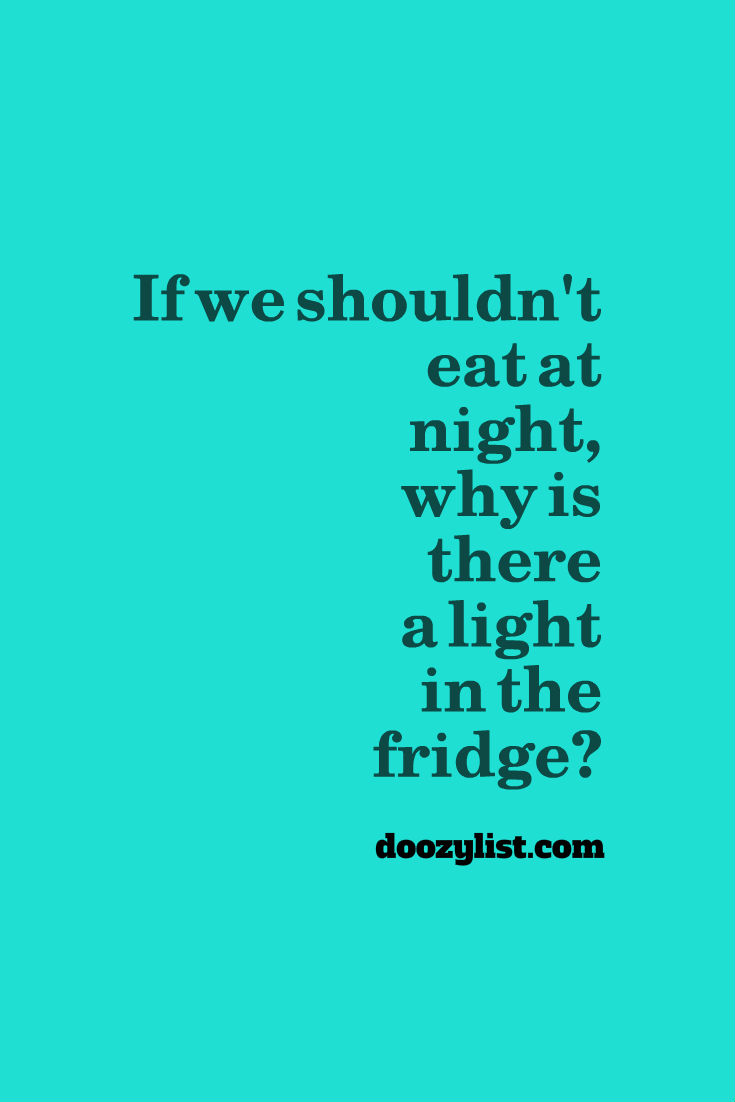 If we shouldn't
eat at
night,
why is
there
a light
in the
fridge?
doozylist.com